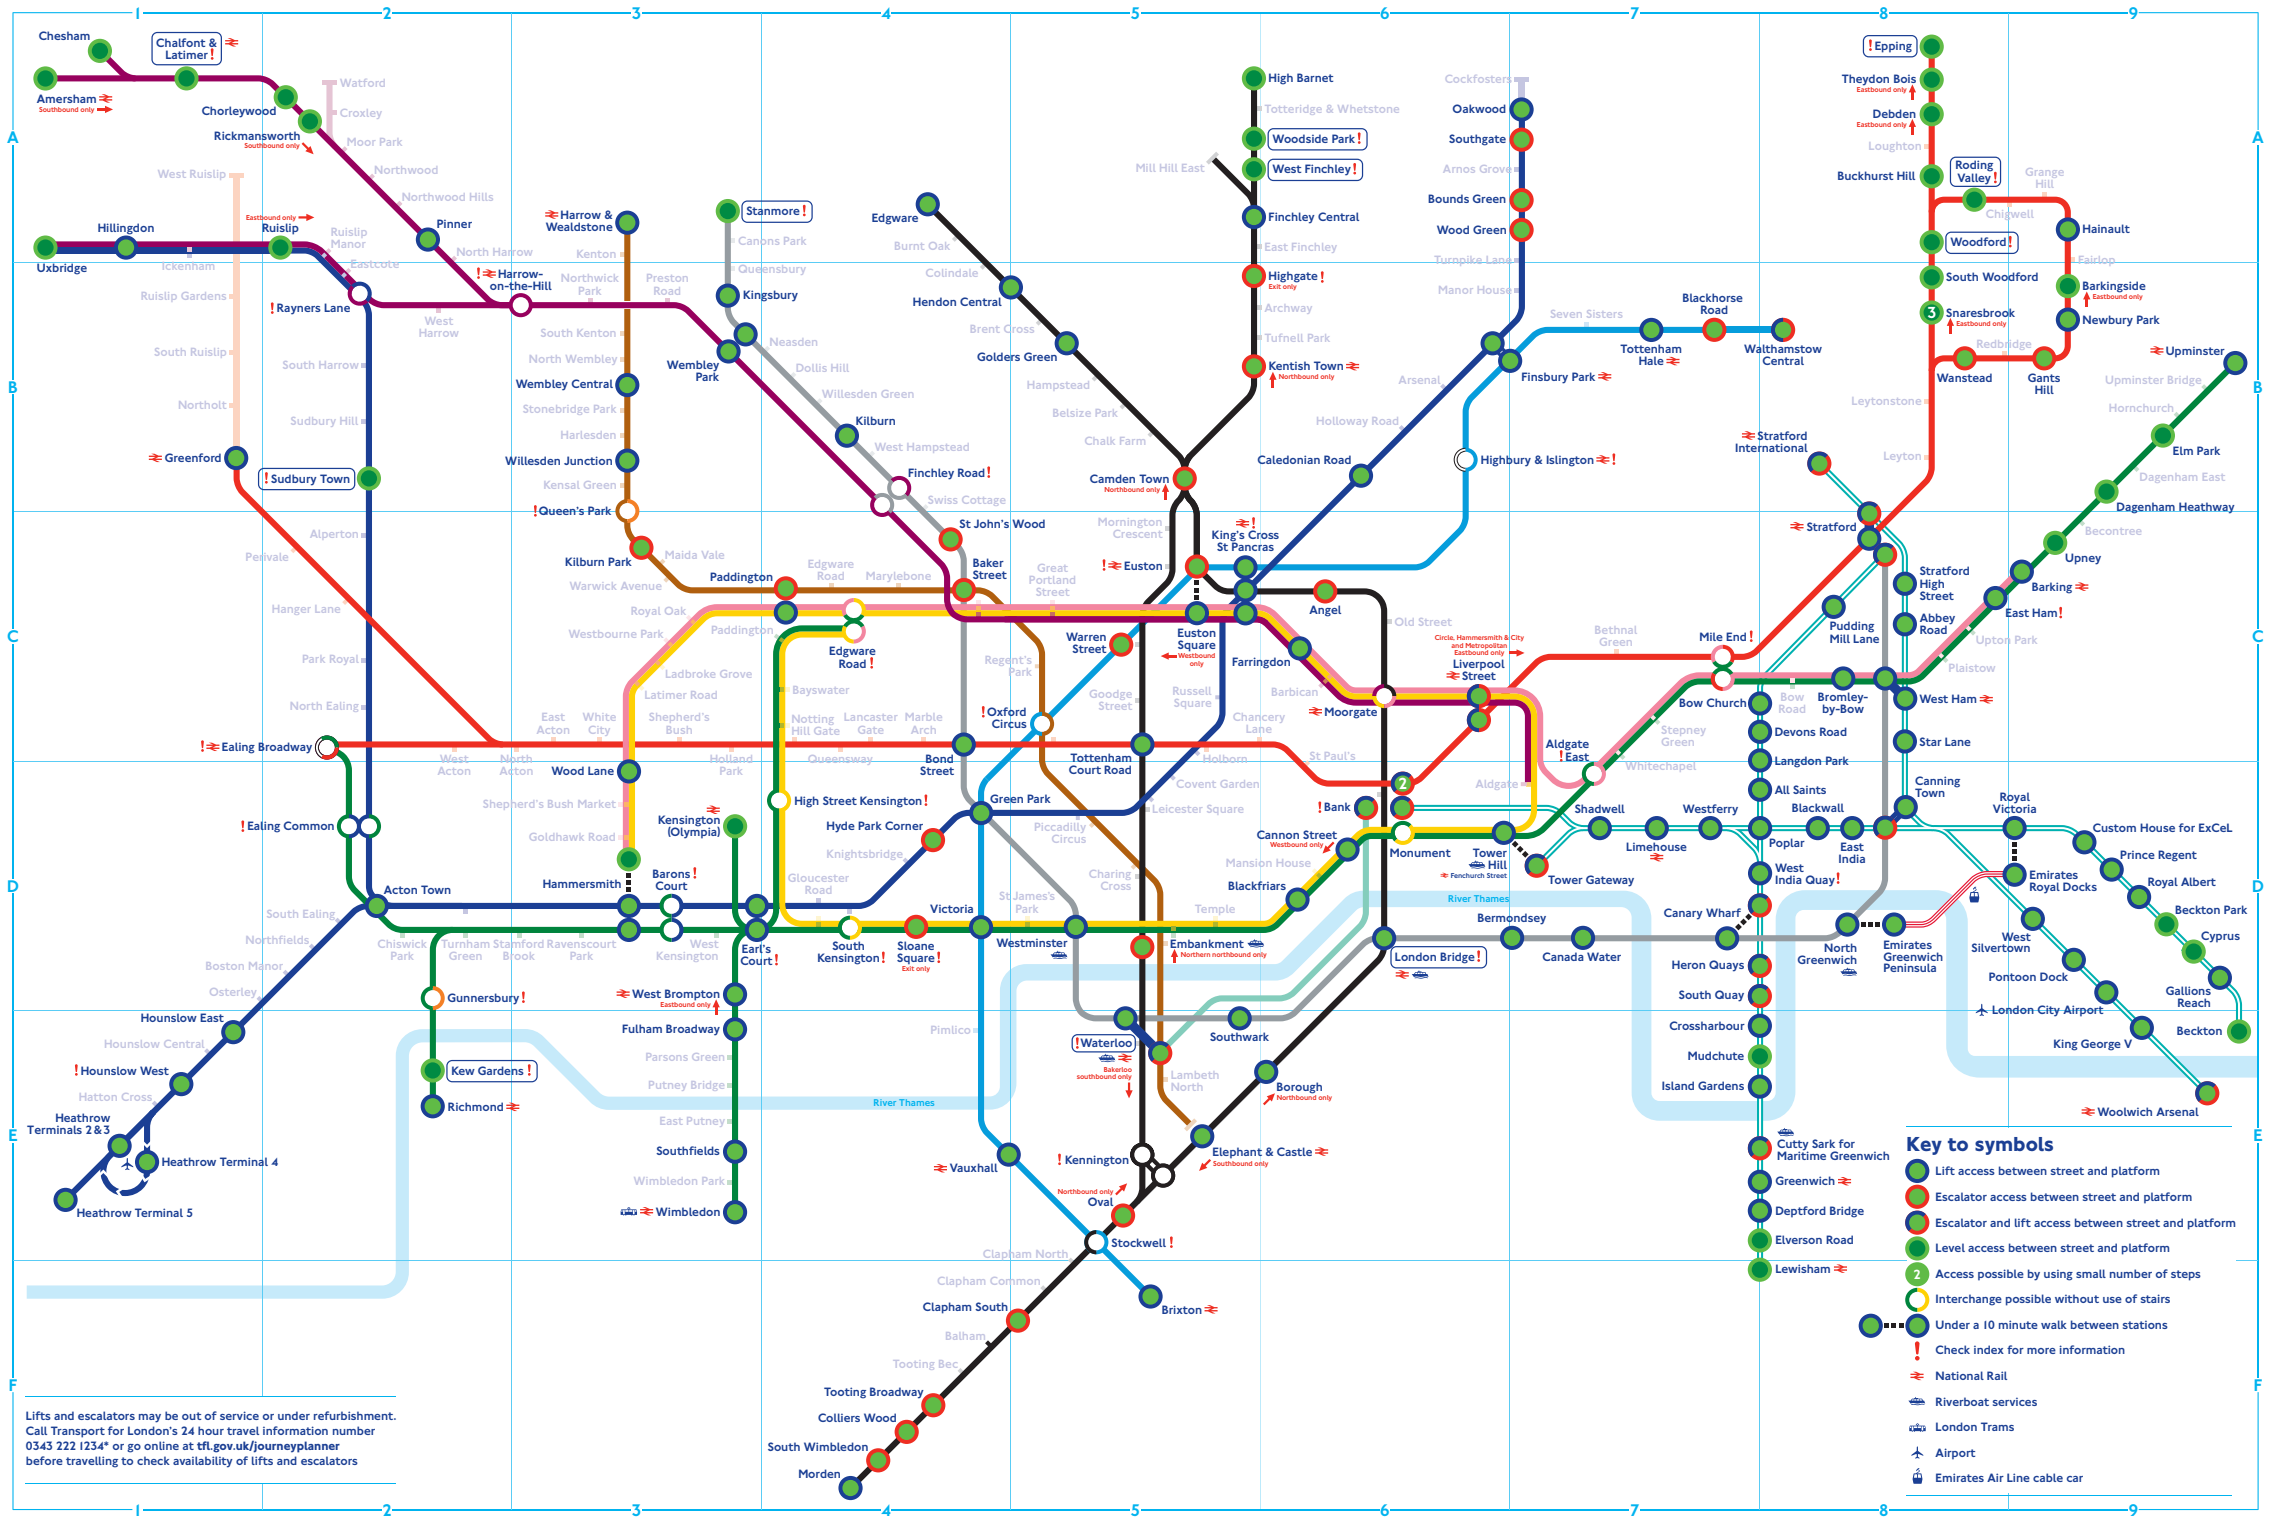 1 2 3 4 5 6 7 8 9
Chesham
Chalfont &
Latimer !
Amersham
Southbound only
Chorleywood
Rickmansworth
Southbound only
Watford
Croxley
Moor Park
Northwood
Northwood Hills
Pinner
North Harrow
! Harrow-
on-the-Hill
West Ruislip
Eastbound only
Ruislip
Hillingdon
Uxbridge
Ickenham
Ruislip
Manor
Eastcote
! Rayners Lane
West
Harrow
Ruislip Gardens
South Ruislip
Northolt
Greenford
South Harrow
Sudbury Hill
! Sudbury Town
Alperton
Perivale
Hanger Lane
Park Royal
North Ealing
! Ealing Broadway
! Ealing Common
Harrow &
Wealdstone
Kenton
Northwick
Park
Preston
Road
South Kenton
North Wembley
Wembley Central
Stonebridge Park
Harlesden
Willesden Junction
Kensal Green
! Queen's Park
Kilburn Park
Maida Vale
Warwick Avenue
Paddington
Edgware
Road
Marylebone
Baker
Street
Great
Portland
Street
Stanmore !
Canons Park
Queensbury
Kingsbury
Wembley
Park
Neasden
Dollis Hill
Willesden Green
Kilburn
West Hampstead
Finchley Road !
Swiss Cottage
St John's Wood
Edgware
Burnt Oak
Colindale
Hendon Central
Brent Cross
Golders Green
Hampstead
Belsize Park
Chalk Farm
Camden Town
Northbound only
Mornington
Crescent
! Euston
High Barnet
Totteridge & Whetstone
Woodside Park !
West Finchley !
Mill Hill East
Finchley Central
East Finchley
Highgate !
Exit only
Archway
Tufnell Park
Kentish Town
Northbound only
Cockfosters
Oakwood
Southgate
Arnos Grove
Bounds Green
Wood Green
Turnpike Lane
Manor House
Seven Sisters
Finsbury Park
Arsenal
Holloway Road
Caledonian Road
Highbury & Islington !
!
King's Cross
St Pancras
Tottenham
Hale
Blackhorse
Road
Walthamstow
Central
! Epping
Theydon Bois
Eastbound only
Debden
Eastbound only
Loughton
Buckhurst Hill
Roding
Valley !
Grange
Hill
Chigwell
Hainault
Woodford !
Fairlop
South Woodford
Barkingside
Eastbound only
3
Snaresbrook
Eastbound only
Newbury Park
Redbridge
Wanstead
Gants
Hill
Leytonstone
Leyton
Upminster
Upminster Bridge
Hornchurch
Elm Park
Dagenham East
Dagenham Heathway
Becontree
Upney
Barking
East Ham !
Upton Park
Plaistow
Stratford
International
Stratford
Stratford
High
Street
Abbey
Road
Pudding
Mill Lane
West Ham
Star Lane
Canning
Town
Royal Oak
Westbourne Park
Paddington
Ladbroke Grove
Latimer Road
Edgware
Road !
Bayswater
Notting
Hill Gate
Lancaster
Gate
Marble
Arch
Queensway
Holland
Park
East
Acton
White
City
Shepherd's
Bush
West
Acton
North
Acton
Wood Lane
Shepherd's Bush Market
Goldhawk Road
Hammersmith
Kensington
(Olympia)
High Street Kensington !
Hyde Park Corner
Knightsbridge
Gloucester
Road
Barons !
Court
Bond
Street
Green Park
! Oxford
Circus
Regent's
Park
Warren
Street
Euston
Square
Westbound
only
Goodge
Street
Russell
Square
Tottenham
Court Road
Holborn
Covent Garden
Leicester Square
Piccadilly
Circus
Charing
Cross
Chancery
Lane
St Paul's
Angel
Old Street
Farringdon
Barbican
Moorgate
Circle, Hammersmith & City
and Metropolitan
Eastbound only
Liverpool
Street
Bethnal
Green
Mile End !
Bow Church
Bow
Road
Bromley-
by-Bow
Stepney
Green
Whitechapel
Aldgate
! East
Aldgate
Devons Road
Langdon Park
All Saints
! Bank
2
Cannon Street
Westbound only
Mansion House
Blackfriars
Temple
Monument
Tower
Hill
Fenchurch Street
Tower Gateway
Shadwell
Limehouse
Westferry
Poplar
Blackwall
East
India
West
India Quay !
Canary Wharf
Royal
Victoria
Custom House for ExCeL
Prince Regent
Royal Albert
Beckton Park
Cyprus
Gallions
Reach
Beckton
Emirates
Royal Docks
West
Silvertown
Pontoon Dock
London City Airport
King George V
Woolwich Arsenal
Acton Town
South Ealing
Northfields
Boston Manor
Osterley
Hounslow East
Hounslow Central
! Hounslow West
Hatton Cross
Heathrow
Terminals 2 & 3
Heathrow Terminal 4
Heathrow Terminal 5
Chiswick
Park
Turnham
Green
Stamford
Brook
Ravenscourt
Park
West
Kensington
Earl's
Court !
Gunnersbury !
Kew Gardens !
Richmond
West Brompton
Eastbound only
Fulham Broadway
Parsons Green
Putney Bridge
East Putney
Southfields
Wimbledon Park
Wimbledon
South
Kensington !
Sloane
Square !
Exit only
Victoria
St James's
Park
Westminster
Embankment
Northern northbound only
Pimlico
! Waterloo
Bakerloo
southbound only
Southwark
Lambeth
North
London Bridge !
Borough
Northbound only
Elephant & Castle
Southbound only
Bermondsey
Canada Water
North
Greenwich
Emirates
Greenwich
Peninsula
River Thames
River Thames
Heron Quays
South Quay
Crossharbour
Mudchute
Island Gardens
Cutty Sark for
Maritime Greenwich
Greenwich
Deptford Bridge
Elverson Road
Lewisham
Vauxhall
! Kennington
Northbound only
Oval
Stockwell !
Brixton
Clapham North
Clapham Common
Clapham South
Balham
Tooting Bec
Tooting Broadway
Colliers Wood
South Wimbledon
Morden
A A
B B
C C
D D
E E
F F
Key to symbols
Lift access between street and platform
Escalator access between street and platform
Escalator and lift access between street and platform
Level access between street and platform
2 Access possible by using small number of steps
Interchange possible without use of stairs
Under a 10 minute walk between stations
! Check index for more information
National Rail
Riverboat services
London Trams
Airport
Emirates Air Line cable car
Lifts and escalators may be out of service or under refurbishment.
Call Transport for London's 24 hour travel information number
0343 222 1234* or go online at tfl.gov.uk/journeyplanner
before travelling to check availability of lifts and escalators
1 2 3 4 5 6 7 8 9